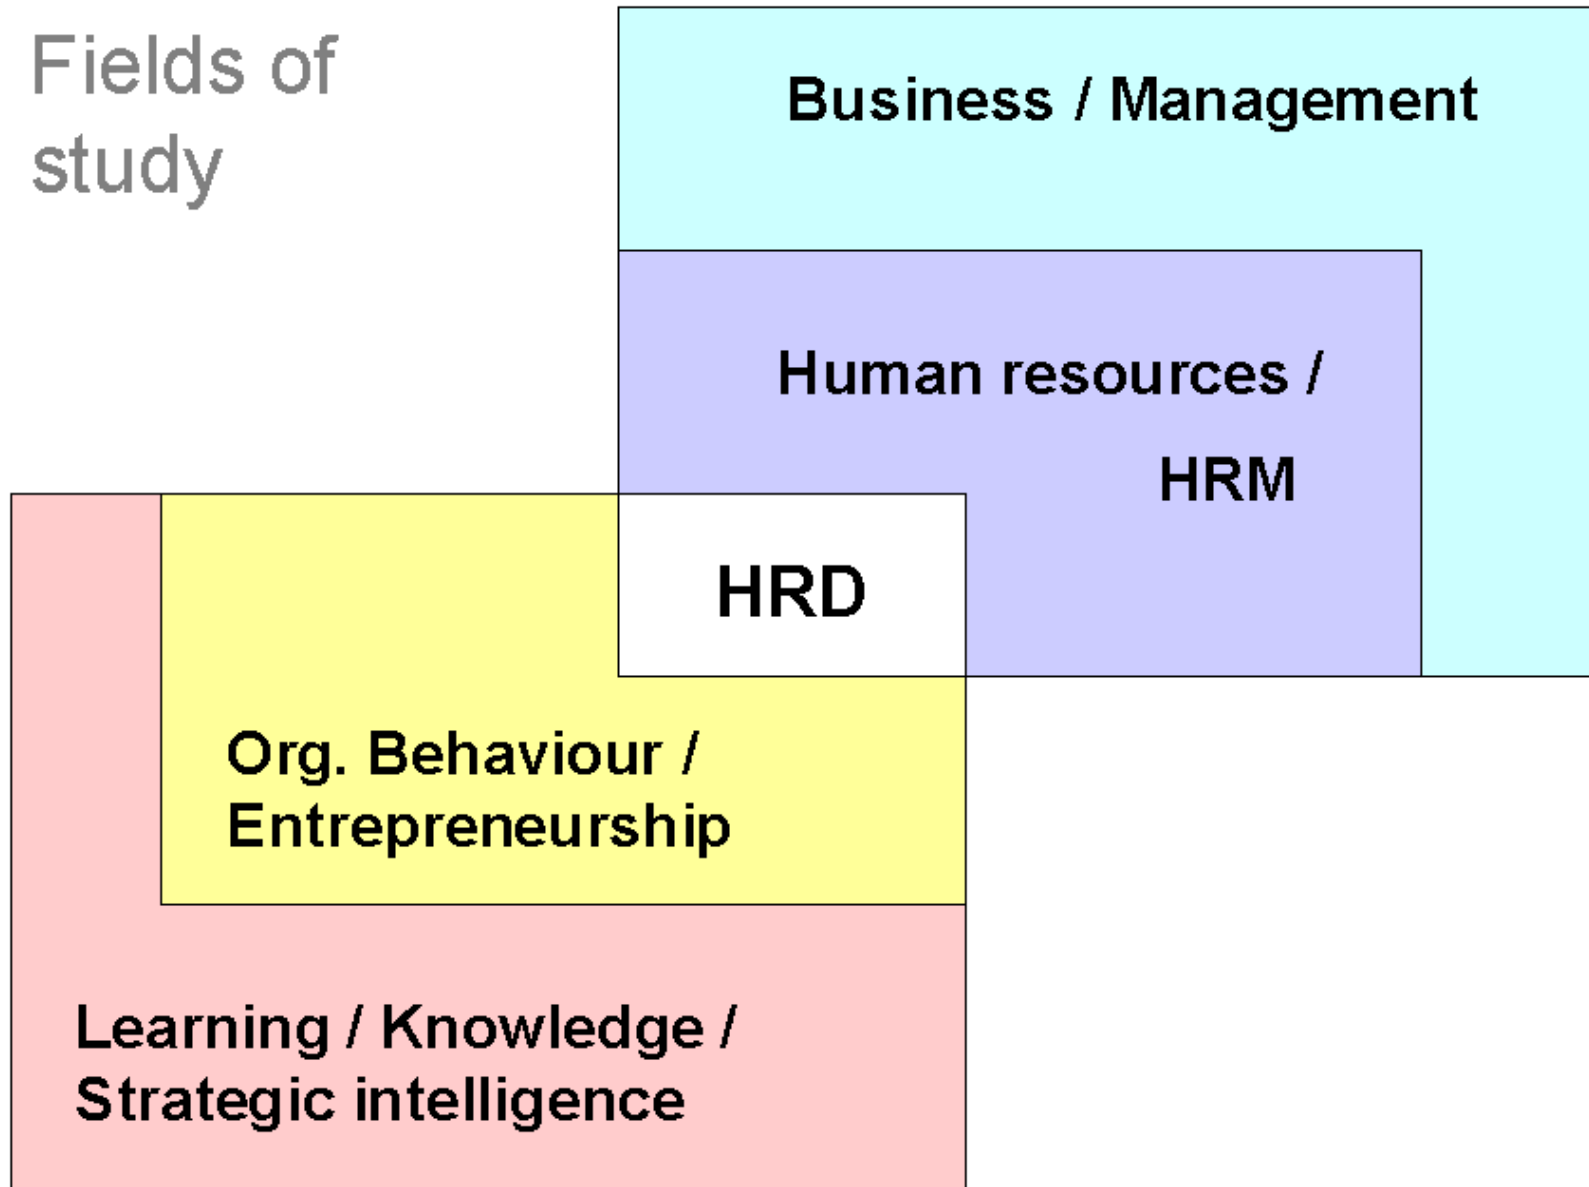 Fields of
study
Business / Management
Human resources /
HRM
HRD
Org. Behaviour /
Entrepreneurship
Learning / Knowledge /
Strategic intelligence